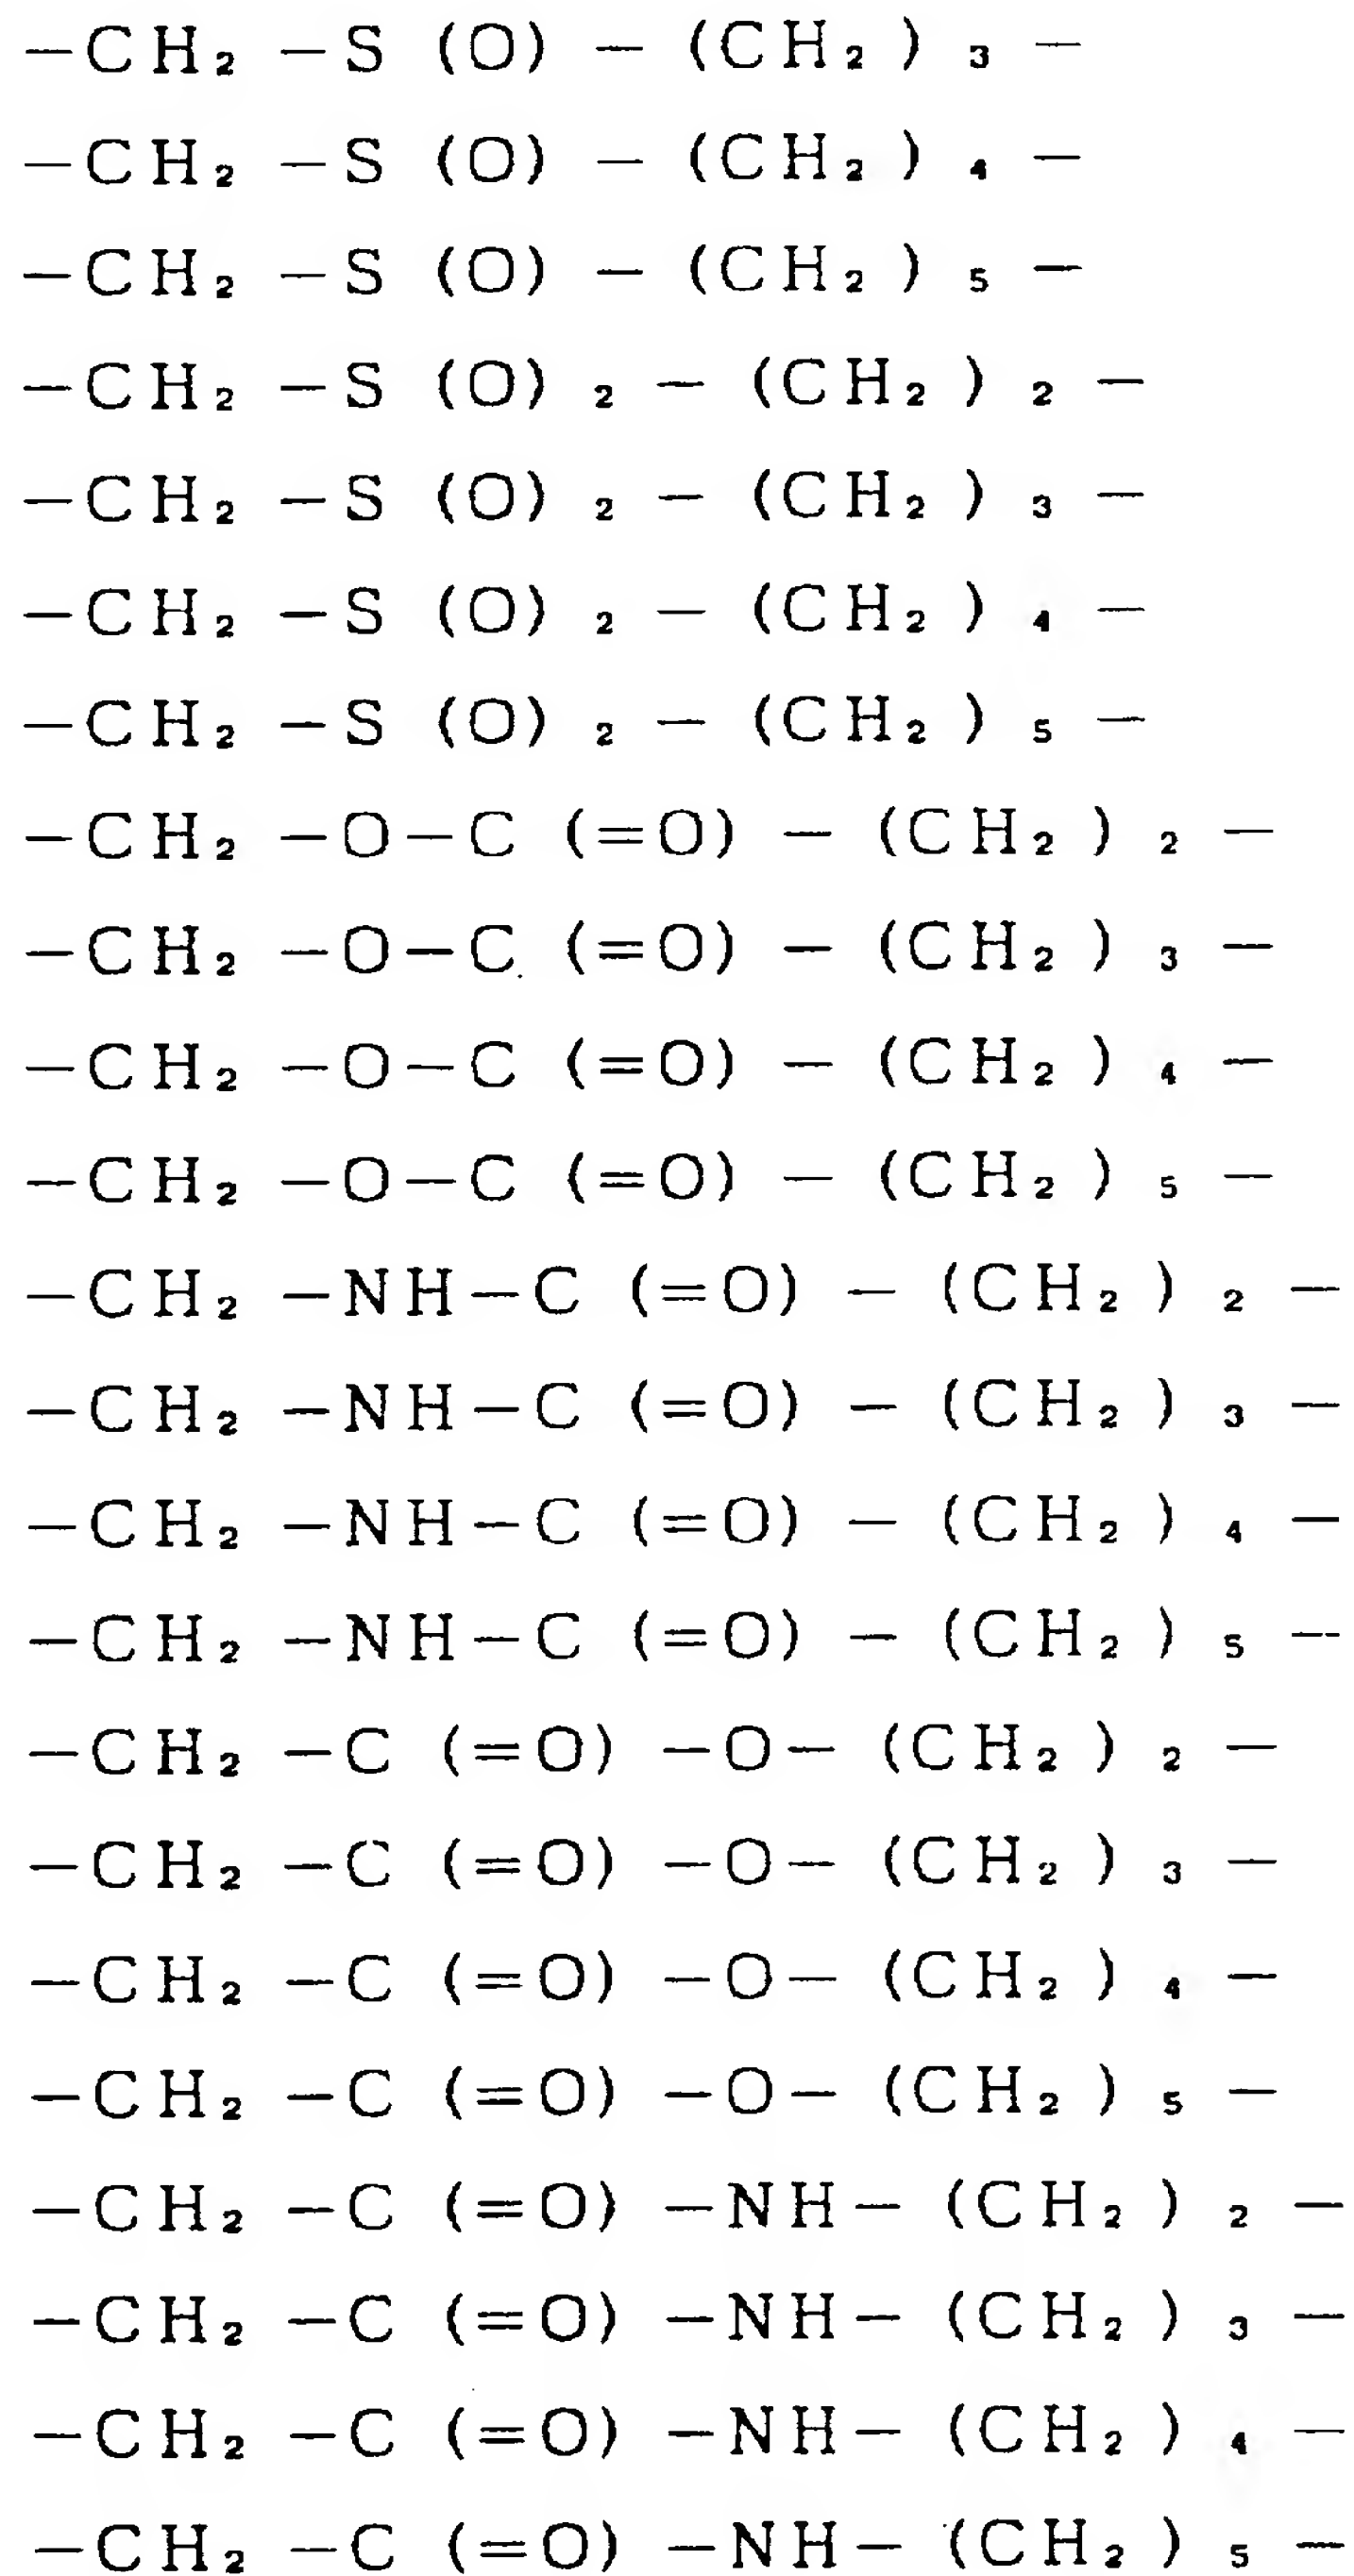 —CH₂—S(O)—(CH₂)₃—
—CH₂—S(O)—(CH₂)₄—
—CH₂—S(O)—(CH₂)₅—
—CH₂—S(O)₂—(CH₂)₂—
—CH₂—S(O)₂—(CH₂)₃—
—CH₂—S(O)₂—(CH₂)₄—
—CH₂—S(O)₂—(CH₂)₅—
—CH₂—O—C(=O)—(CH₂)₂—
—CH₂—O—C(=O)—(CH₂)₃—
—CH₂—O—C(=O)—(CH₂)₄—
—CH₂—O—C(=O)—(CH₂)₅—
—CH₂—NH—C(=O)—(CH₂)₂—
—CH₂—NH—C(=O)—(CH₂)₃—
—CH₂—NH—C(=O)—(CH₂)₄—
—CH₂—NH—C(=O)—(CH₂)₅—
—CH₂—C(=O)—O—(CH₂)₂—
—CH₂—C(=O)—O—(CH₂)₃—
—CH₂—C(=O)—O—(CH₂)₄—
—CH₂—C(=O)—O—(CH₂)₅—
—CH₂—C(=O)—NH—(CH₂)₂—
—CH₂—C(=O)—NH—(CH₂)₃—
—CH₂—C(=O)—NH—(CH₂)₄—
—CH₂—C(=O)—NH—(CH₂)₅—